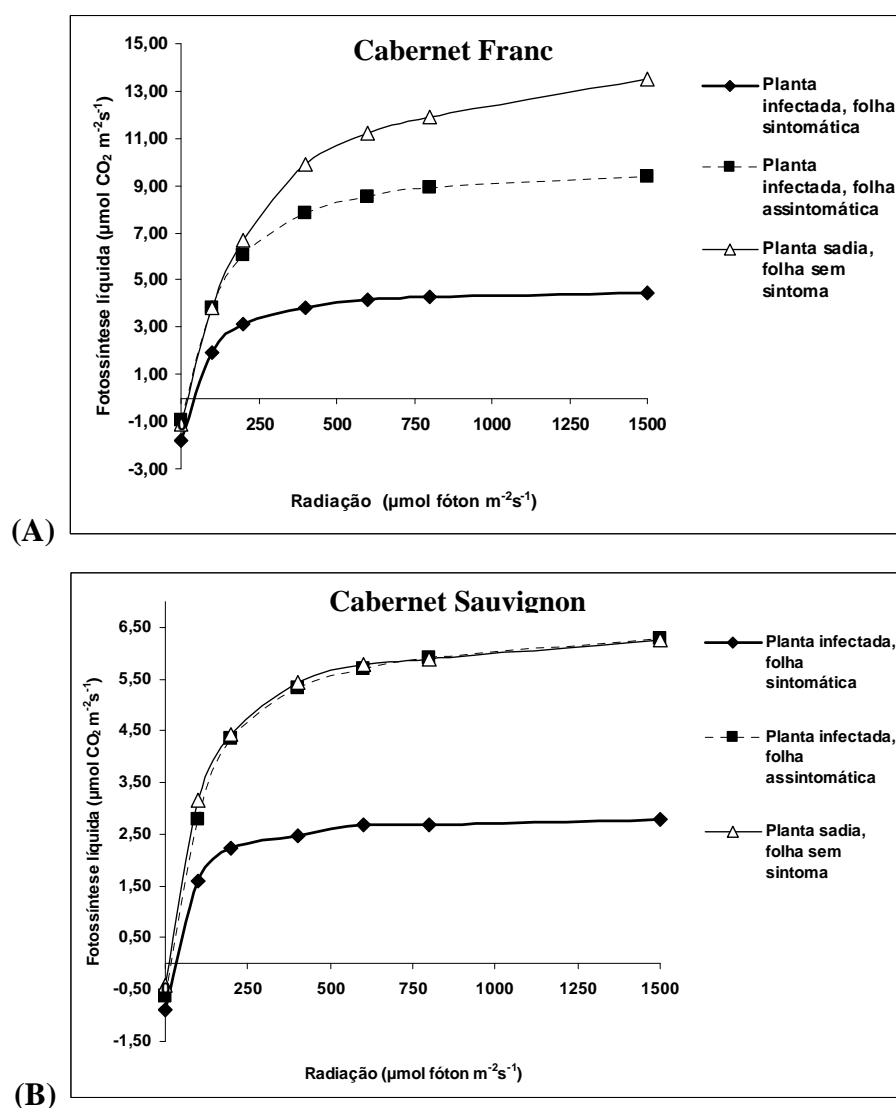 Cabernet Franc
15,00
13,00
11,00
9,00
7,00
5,00
3,00
1,00
-1,00
-3,00
Fotossíntese líquida (µmol CO₂ m⁻²s⁻¹)
250 500 750 1000 1250 1500
Radiação (µmol fóton m⁻²s⁻¹)
Planta
infectada, folha
sintomática
Planta
infectada, folha
assintomática
Planta sadia,
folha sem
sintoma
(A)
Cabernet Sauvignon
6,50
5,50
4,50
3,50
2,50
1,50
0,50
-0,50
-1,50
Fotossíntese líquida (µmol CO₂ m⁻²s⁻¹)
250 500 750 1000 1250 1500
Radiação (µmol fóton m⁻²s⁻¹)
Planta infectada,
folha
sintomática
Planta infectada,
folha
assintomática
Planta sadia,
folha sem
sintoma
(B)